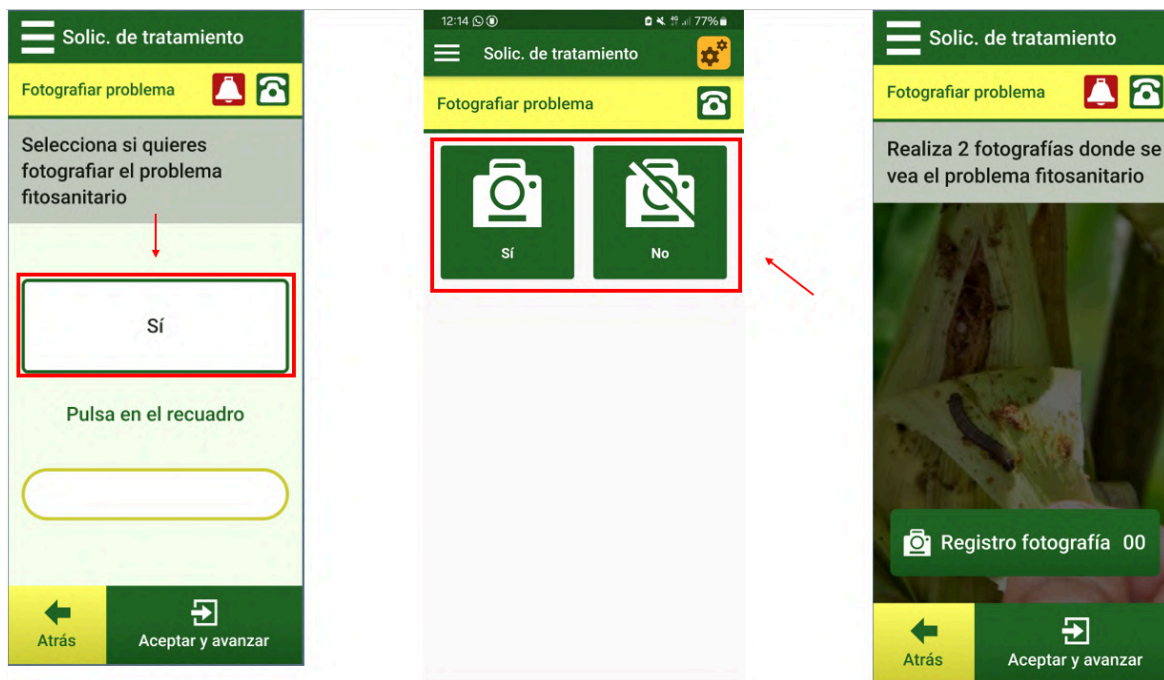 Solic. de tratamiento
Fotografiar problema
Selecciona si quieres
fotografiar el problema
fitosanitario
Sí
Pulsa en el recuadro
Atrás
Aceptar y avanzar
12:14
77%
Solic. de tratamiento
Fotografiar problema
Sí
No
Solic. de tratamiento
Fotografiar problema
Realiza 2 fotografías donde se
vea el problema fitosanitario
Registro fotografía 00
Atrás
Aceptar y avanzar